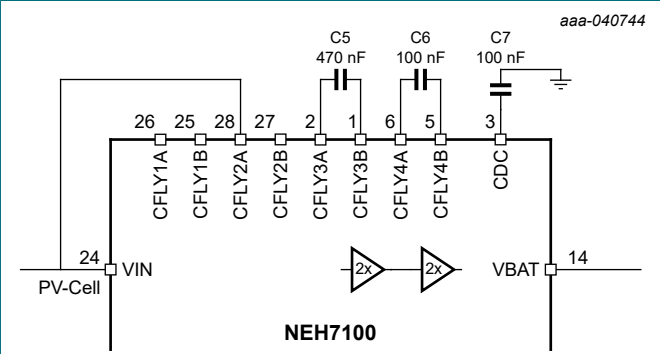 aaa-040744
C5
470 nF
C6
100 nF
C7
100 nF
26 25 28 27 2 1 6 5 3
CFLY1A CFLY1B CFLY2A CFLY2B CFLY3A CFLY3B CFLY4A CFLY4B CDC
24 VIN
PV-Cell
2x 2x
VBAT 14
NEH7100